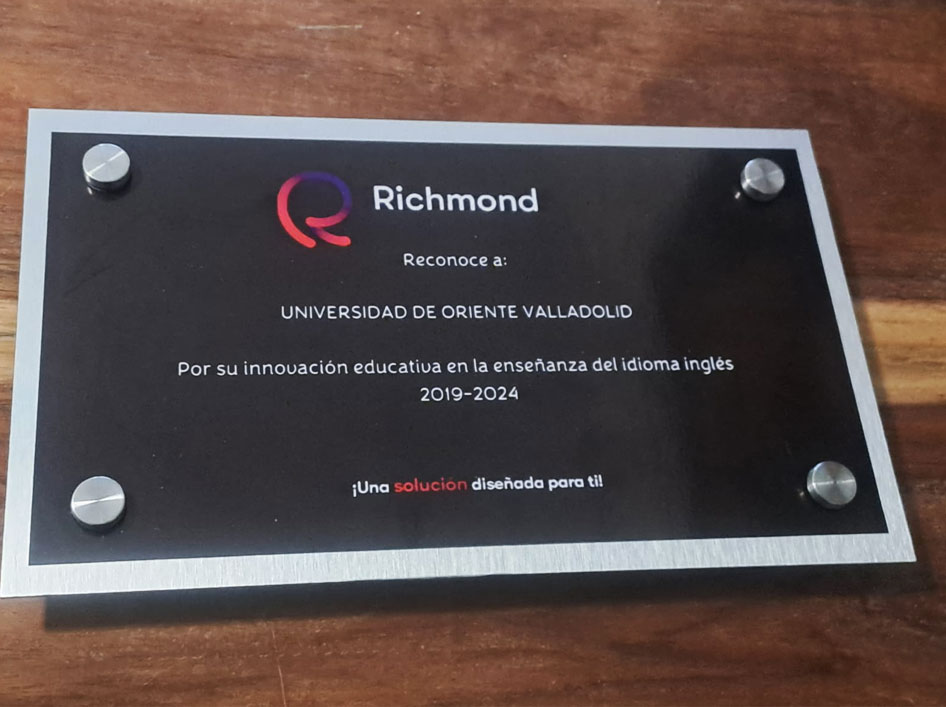 Richmond
Reconoce a:
UNIVERSIDAD DE ORIENTE VALLADOLID
Por su innovación educativa en la enseñanza del idioma inglés
2019-2024
¡Una solución diseñada para ti!